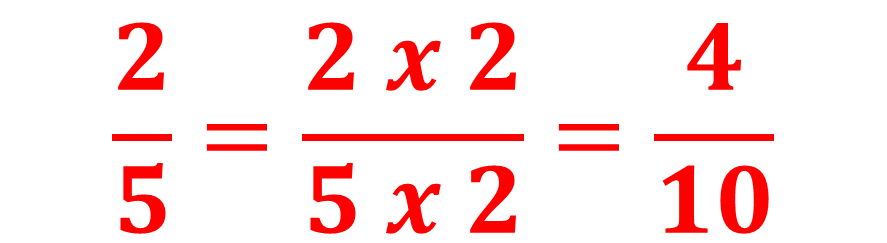 2/5 = 2 x 2/5 x 2 = 4/10